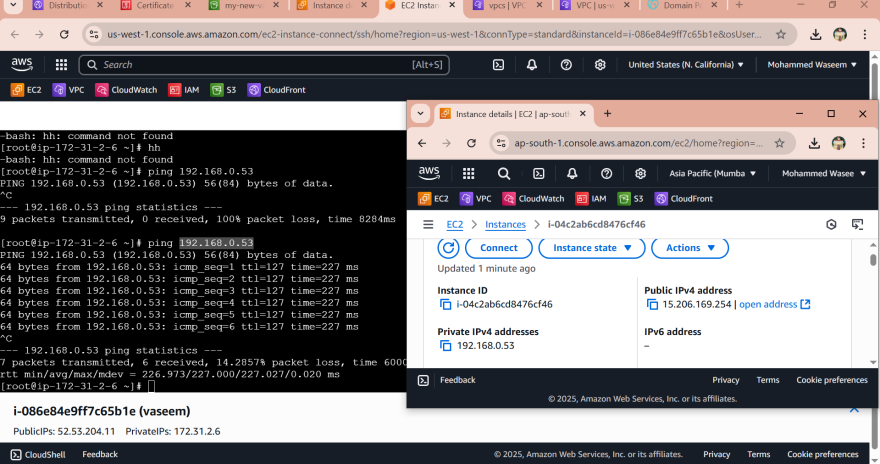 Distributio
Certificate
my-new-v
Instance d
EC2 Instan
vpcs | VPC
VPC | us-w
Domain P
us-west-1.console.aws.amazon.com/ec2-instance-connect/ssh/home?region=us-west-1&connType=standard&instanceId=i-086e84e9ff7c65b1e&osUser...
aws
Search
[Alt+S]
United States (N. California)
Mohammed Waseem
EC2
VPC
CloudWatch
IAM
S3
CloudFront
-bash: hh: command not found
[root@ip-172-31-2-6 ~]# hh
-bash: hh: command not found
[root@ip-172-31-2-6 ~]# ping 192.168.0.53
PING 192.168.0.53 (192.168.0.53) 56(84) bytes of data.
^C
--- 192.168.0.53 ping statistics ---
9 packets transmitted, 0 received, 100% packet loss, time 8284ms
[root@ip-172-31-2-6 ~]# ping 192.168.0.53
PING 192.168.0.53 (192.168.0.53) 56(84) bytes of data.
64 bytes from 192.168.0.53: icmp_seq=1 ttl=127 time=227 ms
64 bytes from 192.168.0.53: icmp_seq=2 ttl=127 time=227 ms
64 bytes from 192.168.0.53: icmp_seq=3 ttl=127 time=227 ms
64 bytes from 192.168.0.53: icmp_seq=4 ttl=127 time=227 ms
64 bytes from 192.168.0.53: icmp_seq=5 ttl=127 time=227 ms
64 bytes from 192.168.0.53: icmp_seq=6 ttl=127 time=227 ms
^C
--- 192.168.0.53 ping statistics ---
7 packets transmitted, 6 received, 14.2857% packet loss, time 6000
rtt min/avg/max/mdev = 226.973/227.000/227.027/0.020 ms
[root@ip-172-31-2-6 ~]#
Instance details | EC2 | ap-south
ap-south-1.console.aws.amazon.com/ec2/home?region=...
aws
Asia Pacific (Mumba
Mohammed Wasee
EC2
VPC
CloudWatch
IAM
S3
CloudFront
EC2
Instances
i-04c2ab6cd8476cf46
Connect
Instance state
Actions
Updated 1 minute ago
Instance ID
i-04c2ab6cd8476cf46
Public IPv4 address
15.206.169.254 | open address
Private IPv4 addresses
192.168.0.53
IPv6 address
–
Feedback
Privacy
Terms
Cookie preferences
© 2025, Amazon Web Services, Inc. or its affiliates.
i-086e84e9ff7c65b1e (vaseem)
PublicIPs: 52.53.204.11 PrivateIPs: 172.31.2.6
CloudShell
Feedback
© 2025, Amazon Web Services, Inc. or its affiliates.
Privacy
Terms
Cookie preferences